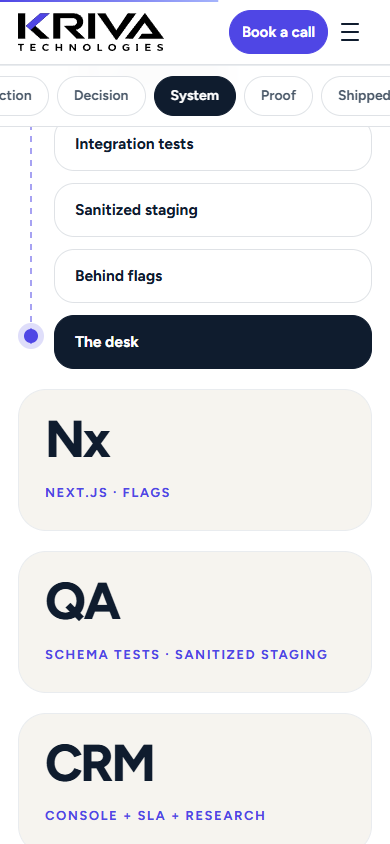 KRIVA
TECHNOLOGIES
Book a call
ction
Decision
System
Proof
Shipped
Integration tests
Sanitized staging
Behind flags
The desk
Nx
NEXT.JS · FLAGS
QA
SCHEMA TESTS · SANITIZED STAGING
CRM
CONSOLE + SLA + RESEARCH